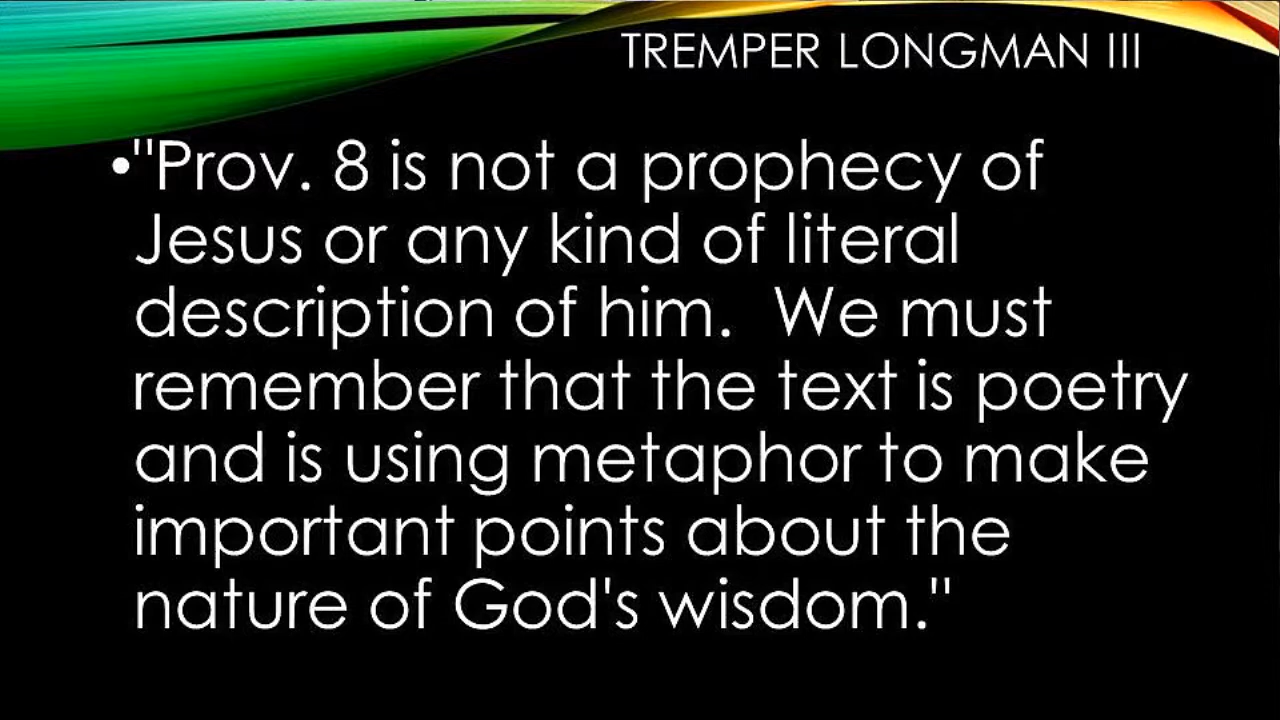 TREMPER LONGMAN III
•"Prov. 8 is not a prophecy of
Jesus or any kind of literal
description of him.  We must
remember that the text is poetry
and is using metaphor to make
important points about the
nature of God's wisdom."